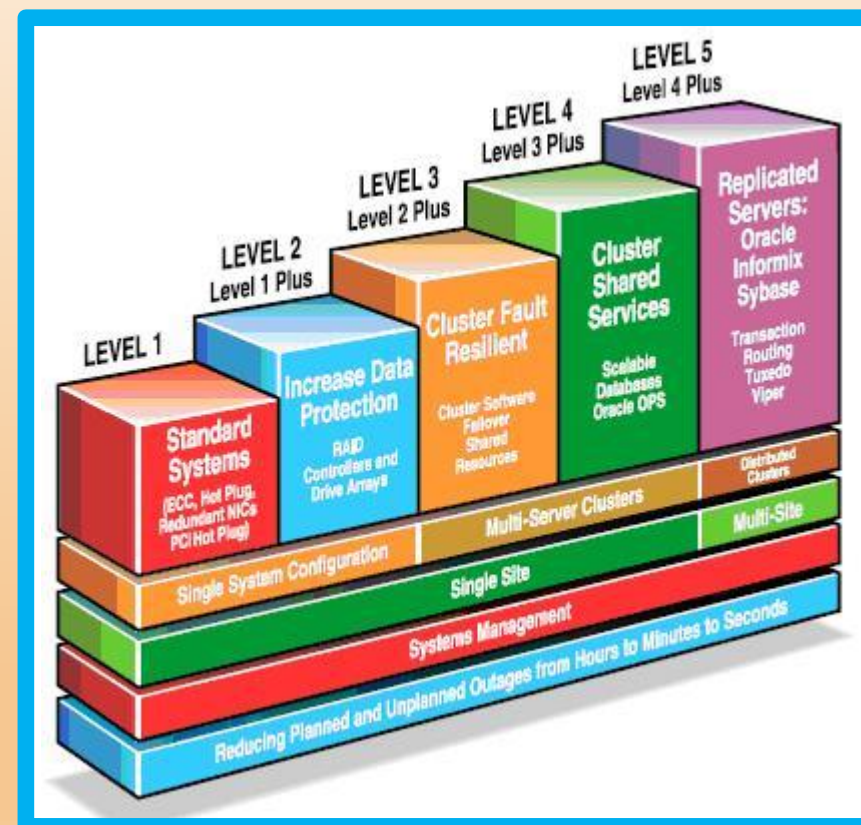 LEVEL 1
Standard
Systems
(ECC, Hot Plug,
Redundant NICs
PCI Hot Plug)
LEVEL 2
Level 1 Plus
Increase Data
Protection
RAID
Controllers and
Drive Arrays
LEVEL 3
Level 2 Plus
Cluster Fault
Resilient
Cluster Software
Failover
Shared
Resources
LEVEL 4
Level 3 Plus
Cluster
Shared
Services
Scalable
Databases
Oracle OPS
LEVEL 5
Level 4 Plus
Replicated
Servers:
Oracle
Informix
Sybase
Transaction
Routing
Tuxedo
Viper
Single System Configuration
Multi-Server Clusters
Distributed
Clusters
Single Site
Multi-Site
Systems Management
Reducing Planned and Unplanned Outages from Hours to Minutes to Seconds